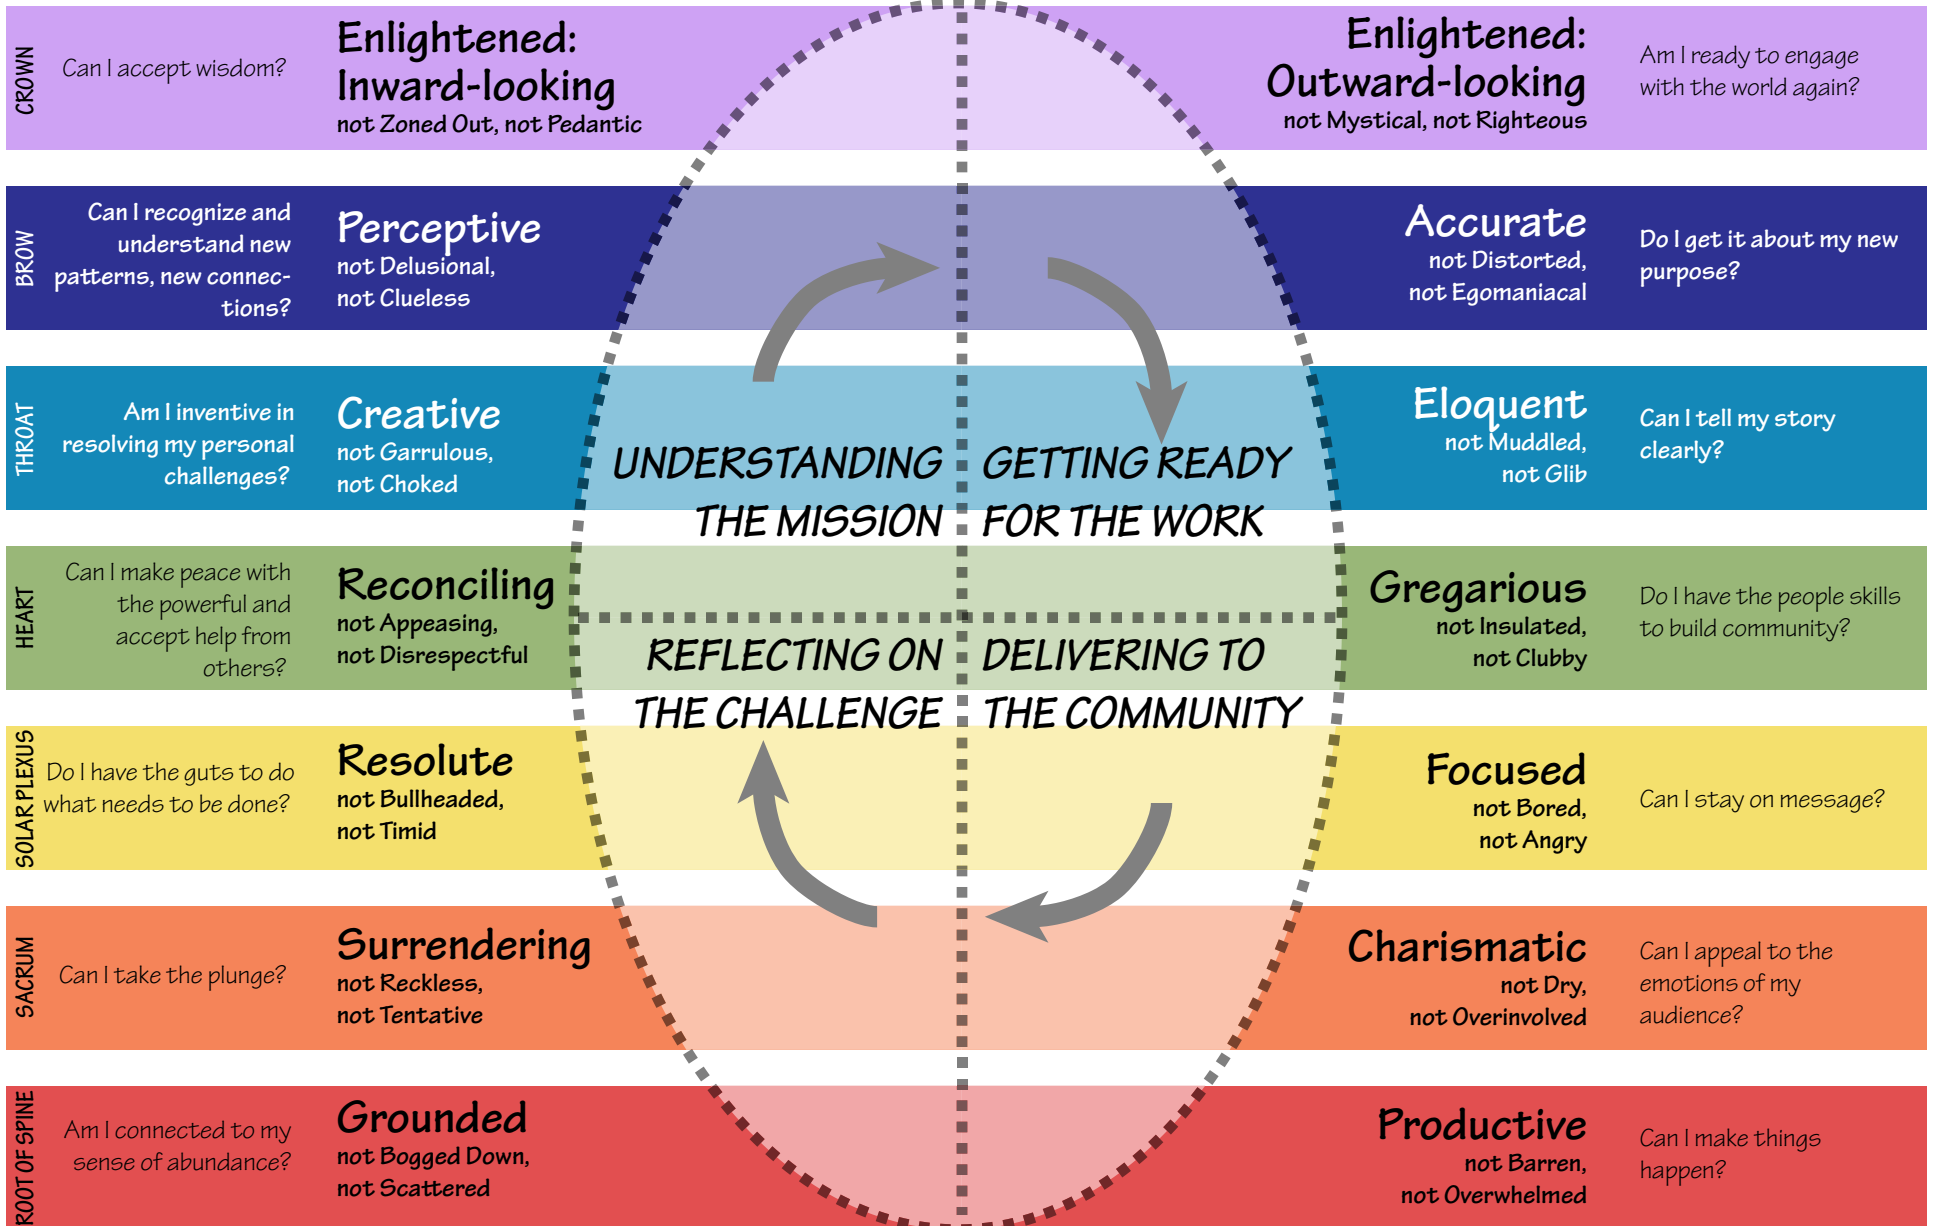 CROWN
Can I accept wisdom?
Enlightened:
Inward-looking
not Zoned Out, not Pedantic
Enlightened:
Outward-looking
not Mystical, not Righteous
Am I ready to engage
with the world again?
BROW
Can I recognize and
understand new
patterns, new connec-
tions?
Perceptive
not Delusional,
not Clueless
Accurate
not Distorted,
not Egomaniacal
Do I get it about my new
purpose?
THROAT
Am I inventive in
resolving my personal
challenges?
Creative
not Garrulous,
not Choked
UNDERSTANDING
THE MISSION
GETTING READY
FOR THE WORK
Eloquent
not Muddled,
not Glib
Can I tell my story
clearly?
HEART
Can I make peace with
the powerful and
accept help from
others?
Reconciling
not Appeasing,
not Disrespectful
REFLECTING ON
THE CHALLENGE
DELIVERING TO
THE COMMUNITY
Gregarious
not Insulated,
not Clubby
Do I have the people skills
to build community?
SOLAR PLEXUS
Do I have the guts to do
what needs to be done?
Resolute
not Bullheaded,
not Timid
Focused
not Bored,
not Angry
Can I stay on message?
SACRUM
Can I take the plunge?
Surrendering
not Reckless,
not Tentative
Charismatic
not Dry,
not Overinvolved
Can I appeal to the
emotions of my
audience?
ROOT OF SPINE
Am I connected to my
sense of abundance?
Grounded
not Bogged Down,
not Scattered
Productive
not Barren,
not Overwhelmed
Can I make things
happen?